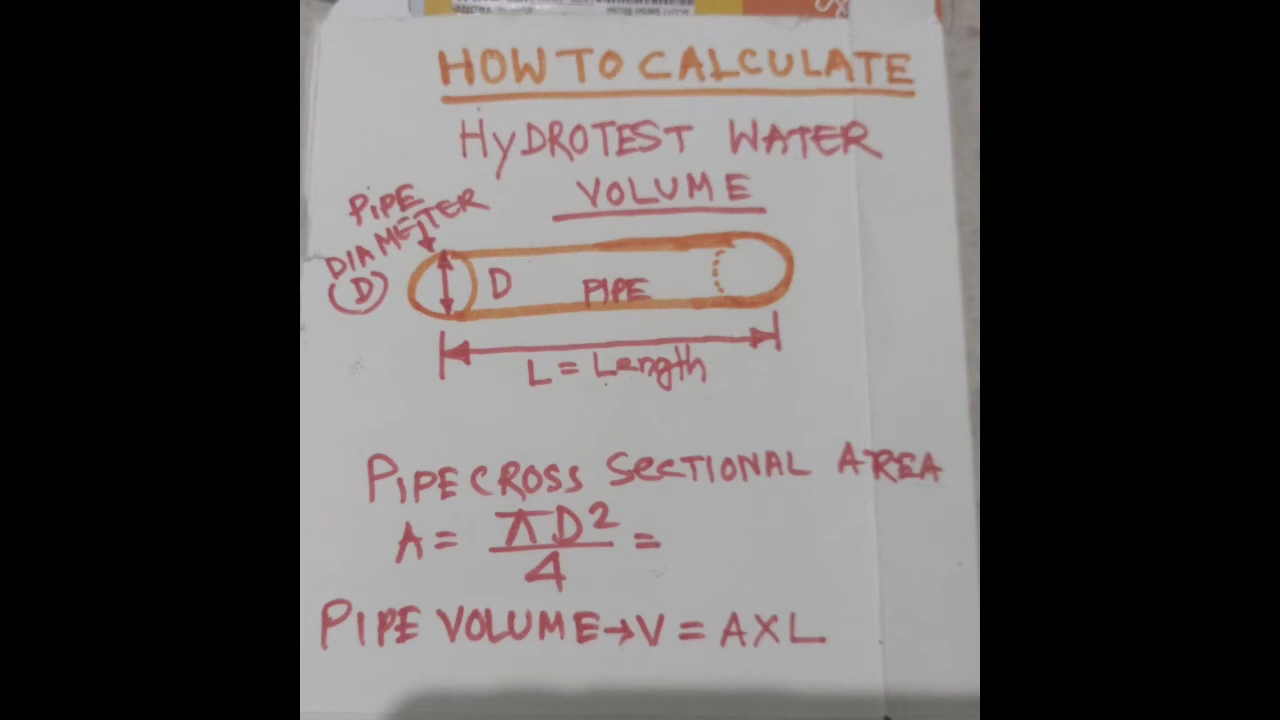 HOW TO CALCULATE
HyDROTEST WATER
VOLUME
PiPE
DIAMETER
D
D
PIPE
L = Length
PIPE CROSS SECTIONAL AREA
A = πD²/4 =
PIPE VOLUME → V = A X L